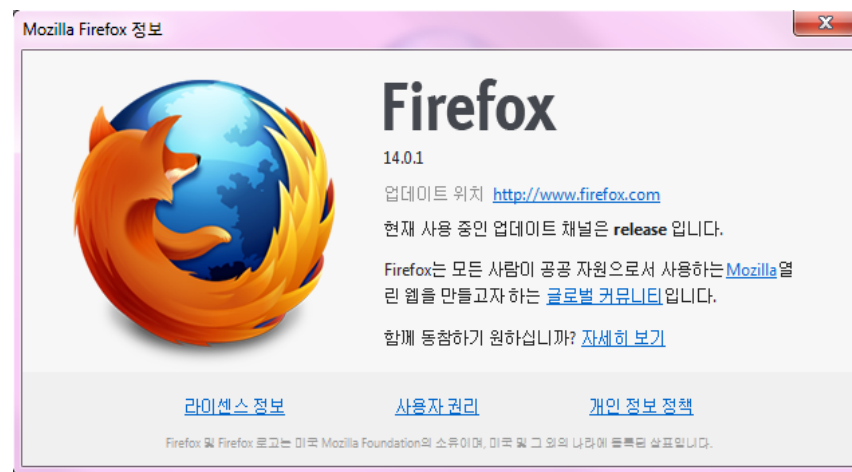 Mozilla Firefox 정보
Firefox
14.0.1
업데이트 위치 http://www.firefox.com
현재 사용 중인 업데이트 채널은 release 입니다.
Firefox는 모든 사람이 공공 자원으로서 사용하는 Mozilla열
린 웹을 만들고자 하는 글로벌 커뮤니티입니다.
함께 동참하기 원하십니까? 자세히 보기
라이센스 정보 사용자 권리 개인 정보 정책
Firefox 및 Firefox 로고는 미국 Mozilla Foundation의 소유이며, 미국 및 그 외의 나라에 등록된 상표입니다.